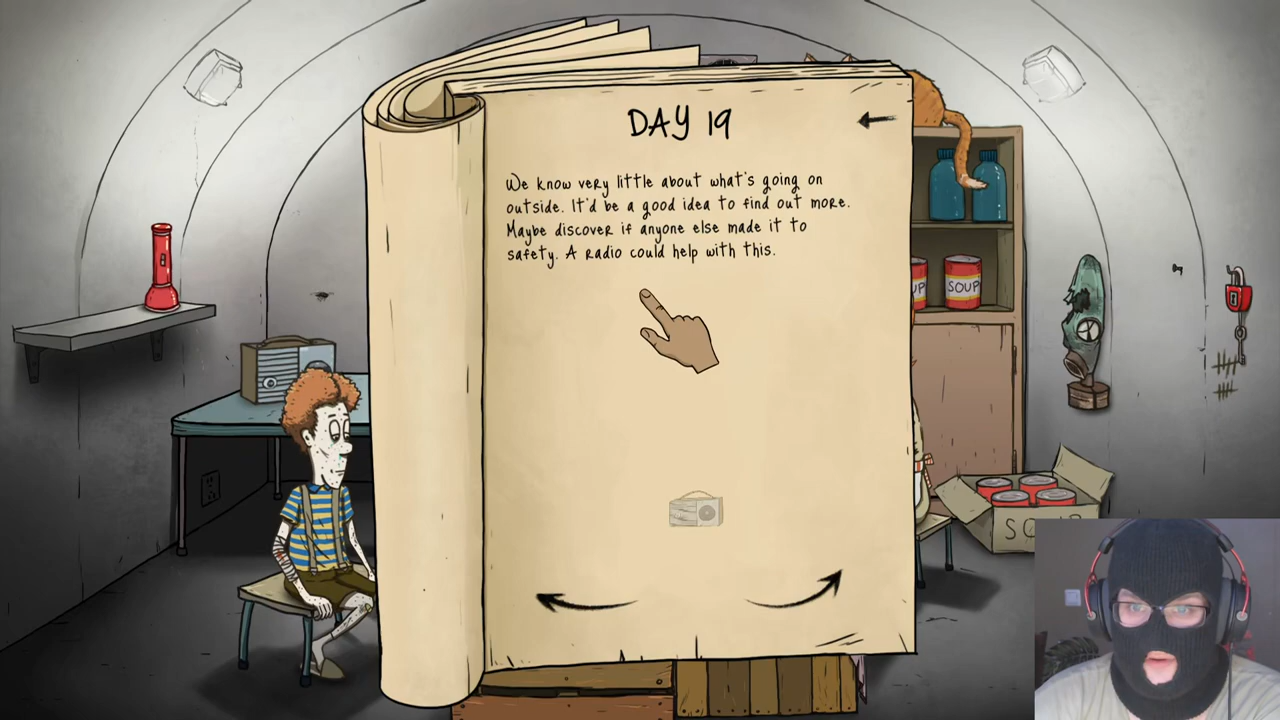 DAY 19
We know very little about what's going on
outside. It'd be a good idea to find out more.
Maybe discover if anyone else made it to
safety. A radio could help with this.
UP
SOUP